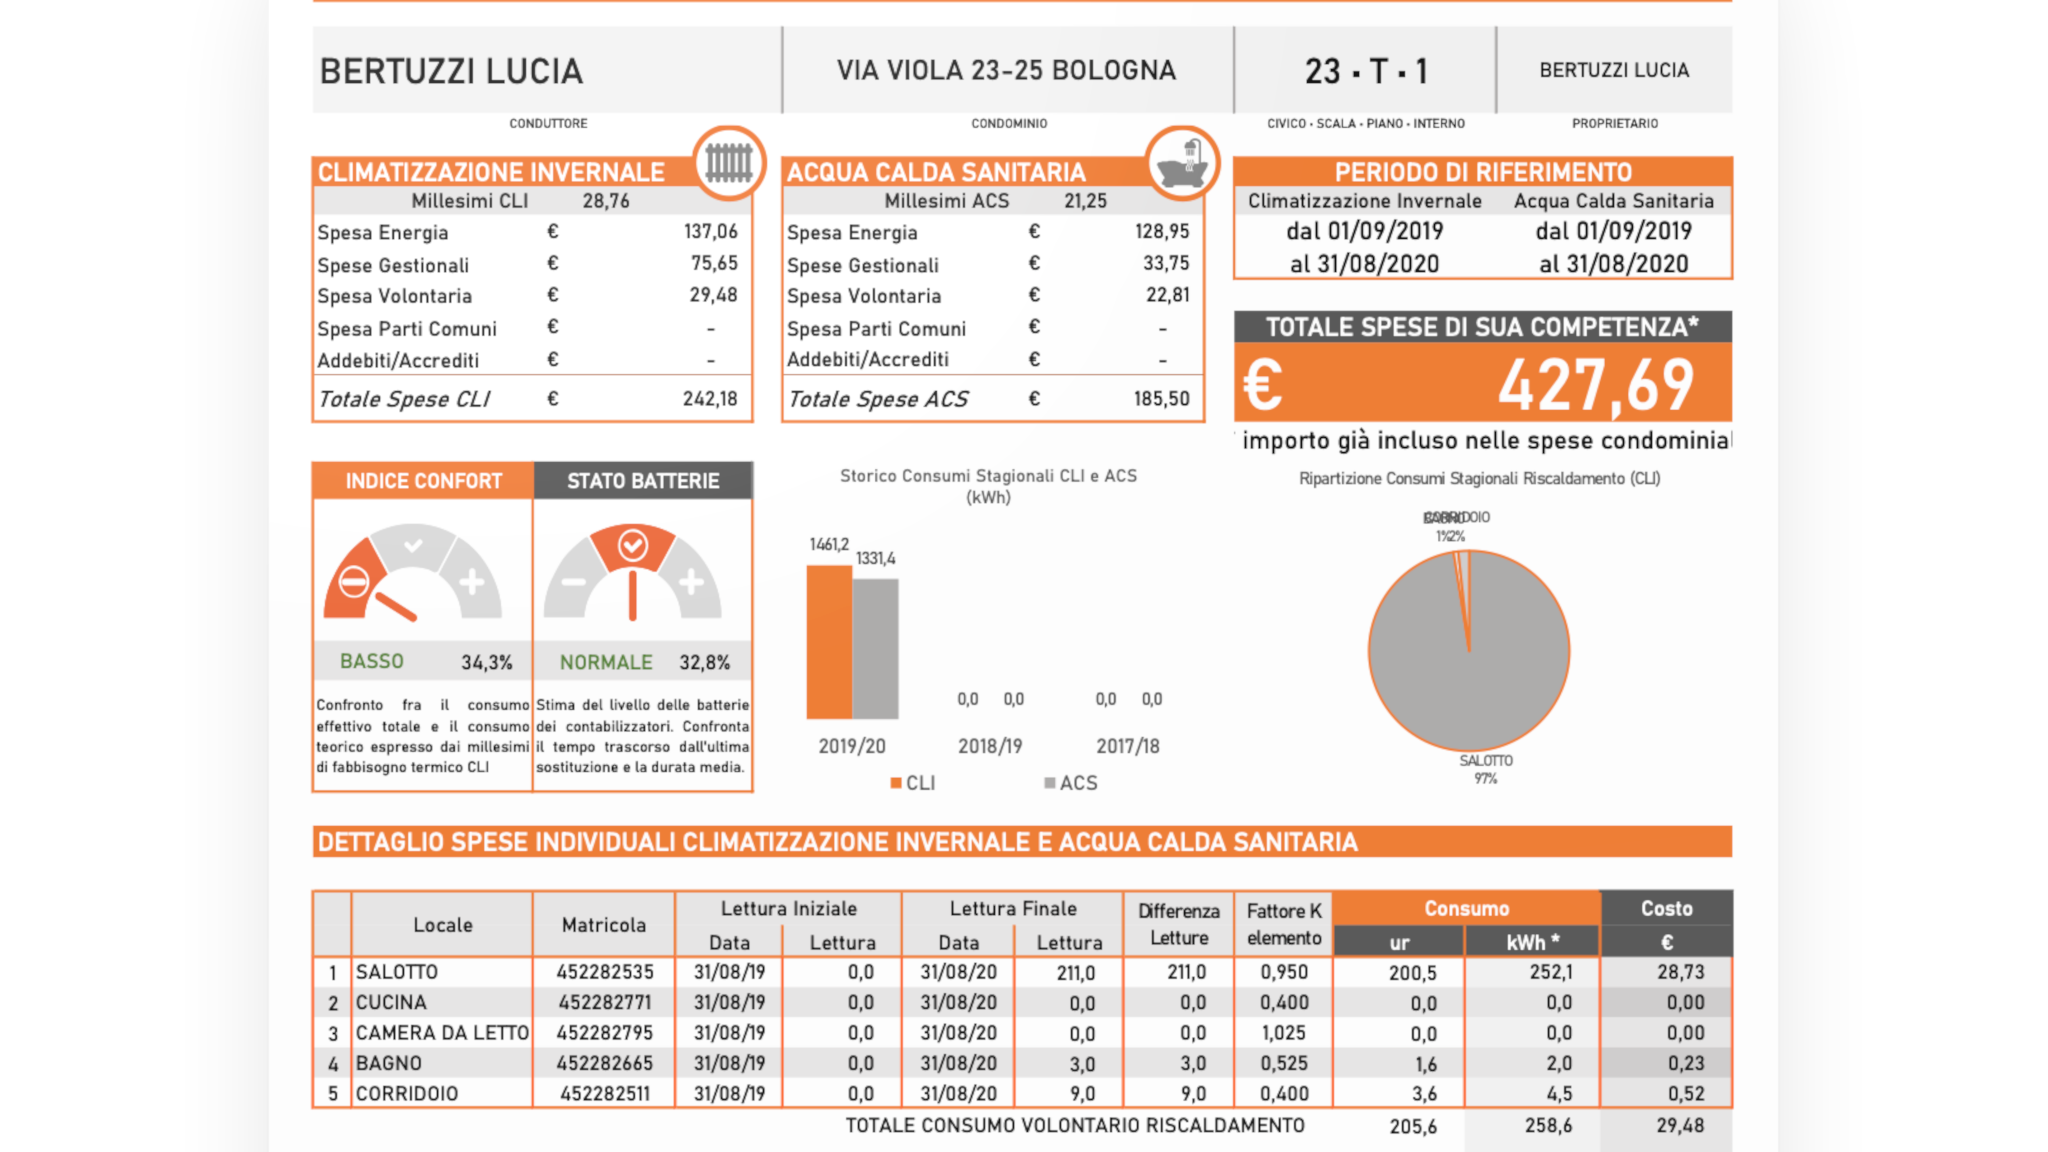 BERTUZZI LUCIA
VIA VIOLA 23-25 BOLOGNA
23 · T · 1
BERTUZZI LUCIA
CONDUTTORE
CONDOMINIO
CIVICO · SCALA · PIANO · INTERNO
PROPRIETARIO
CLIMATIZZAZIONE INVERNALE
Millesimi CLI 28,76
Spesa Energia € 137,06
Spese Gestionali € 75,65
Spesa Volontaria € 29,48
Spesa Parti Comuni € -
Addebiti/Accrediti € -
Totale Spese CLI € 242,18
ACQUA CALDA SANITARIA
Millesimi ACS 21,25
Spesa Energia € 128,95
Spese Gestionali € 33,75
Spesa Volontaria € 22,81
Spesa Parti Comuni € -
Addebiti/Accrediti € -
Totale Spese ACS € 185,50
PERIODO DI RIFERIMENTO
Climatizzazione Invernale Acqua Calda Sanitaria
dal 01/09/2019 dal 01/09/2019
al 31/08/2020 al 31/08/2020
TOTALE SPESE DI SUA COMPETENZA*
€ 427,69
importo già incluso nelle spese condominial
INDICE CONFORT
BASSO 34,3%
Confronto fra il consumo
effettivo totale e il consumo
teorico espresso dai millesimi
di fabbisogno termico CLI
STATO BATTERIE
NORMALE 32,8%
Stima del livello delle batterie
dei contabilizzatori. Confronta
il tempo trascorso dall'ultima
sostituzione e la durata media.
Storico Consumi Stagionali CLI e ACS
(kWh)
1461,2
1331,4
0,0 0,0 0,0 0,0
2019/20 2018/19 2017/18
CLI ACS
Ripartizione Consumi Stagionali Riscaldamento (CLI)
BAGNO
CORRIDOIO
1% 2%
SALOTTO
97%
DETTAGLIO SPESE INDIVIDUALI CLIMATIZZAZIONE INVERNALE E ACQUA CALDA SANITARIA
Locale Matricola Lettura Iniziale Lettura Finale Differenza Letture Fattore K elemento Consumo Costo
Data Lettura Data Lettura ur kWh * €
1 SALOTTO 452282535 31/08/19 0,0 31/08/20 211,0 211,0 0,950 200,5 252,1 28,73
2 CUCINA 452282771 31/08/19 0,0 31/08/20 0,0 0,0 0,400 0,0 0,0 0,00
3 CAMERA DA LETTO 452282795 31/08/19 0,0 31/08/20 0,0 0,0 1,025 0,0 0,0 0,00
4 BAGNO 452282665 31/08/19 0,0 31/08/20 3,0 3,0 0,525 1,6 2,0 0,23
5 CORRIDOIO 452282511 31/08/19 0,0 31/08/20 9,0 9,0 0,400 3,6 4,5 0,52
TOTALE CONSUMO VOLONTARIO RISCALDAMENTO 205,6 258,6 29,48